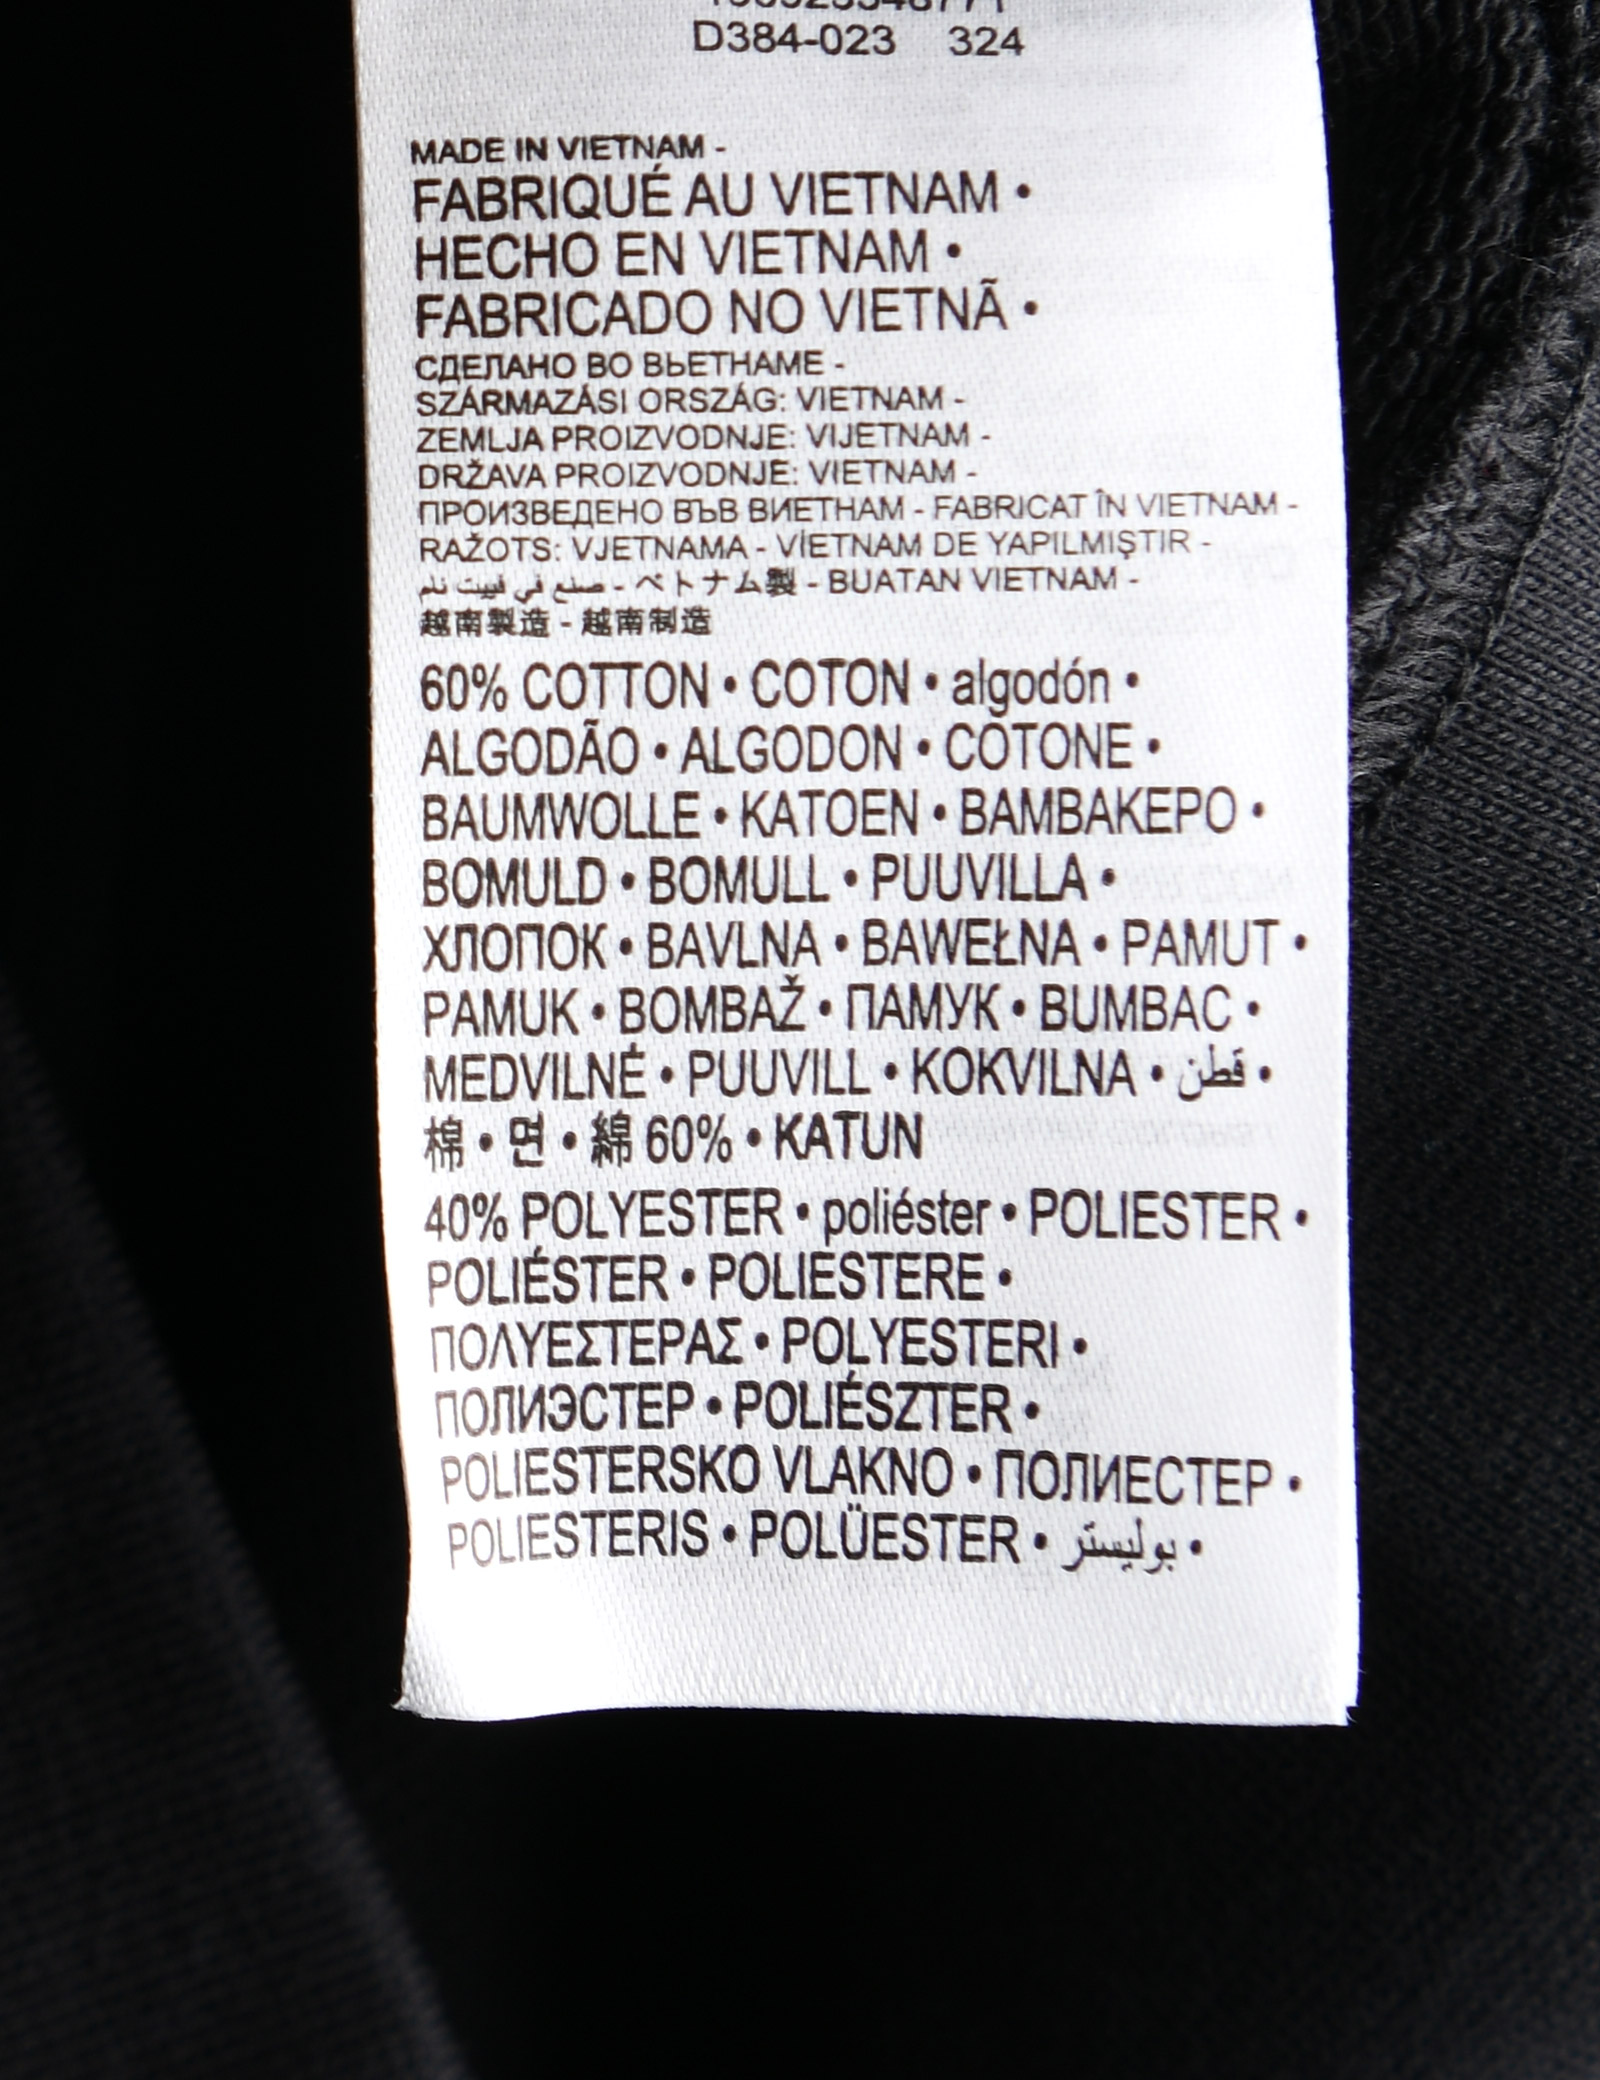 D384-023 324
MADE IN VIETNAM -
FABRIQUÉ AU VIETNAM •
HECHO EN VIETNAM •
FABRICADO NO VIETNÃ •
СДЕЛАНО ВО ВЬЕТНАМЕ -
SZÁRMAZÁSI ORSZÁG: VIETNAM -
ZEMLJA PROIZVODNJE: VIJETNAM -
DRŽAVA PROIZVODNJE: VIETNAM -
ПРОИЗВЕДЕНО ВЪВ ВИЕТНАМ - FABRICAT ÎN VIETNAM -
RAŽOTS: VJETNAMA - VİETNAM DE YAPILMIŞTIR -
صنع في فييت نام - ベトナム製 - BUATAN VIETNAM -
越南製造 - 越南制造
60% COTTON • COTON • algodón •
ALGODÃO • ALGODON • COTONE •
BAUMWOLLE • KATOEN • ΒΑΜΒΑΚΕΡΟ •
BOMULD • BOMULL • PUUVILLA •
ХЛОПОК • BAVLNA • BAWEŁNA • PAMUT •
PAMUK • BOMBAŽ • ПАМУК • BUMBAC •
MEDVILNĖ • PUUVILL • KOKVILNA • قطن •
棉 • 면 • 綿 60% • KATUN
40% POLYESTER • poliéster • POLIESTER •
POLIÉSTER • POLIESTERE •
ΠΟΛΥΕΣΤΕΡΑΣ • POLYESTERI •
ПОЛИЭСТЕР • POLIÉSZTER •
POLIESTERSKO VLAKNO • ПОЛИЕСТЕР •
POLIESTERIS • POLÜESTER • بوليستر •